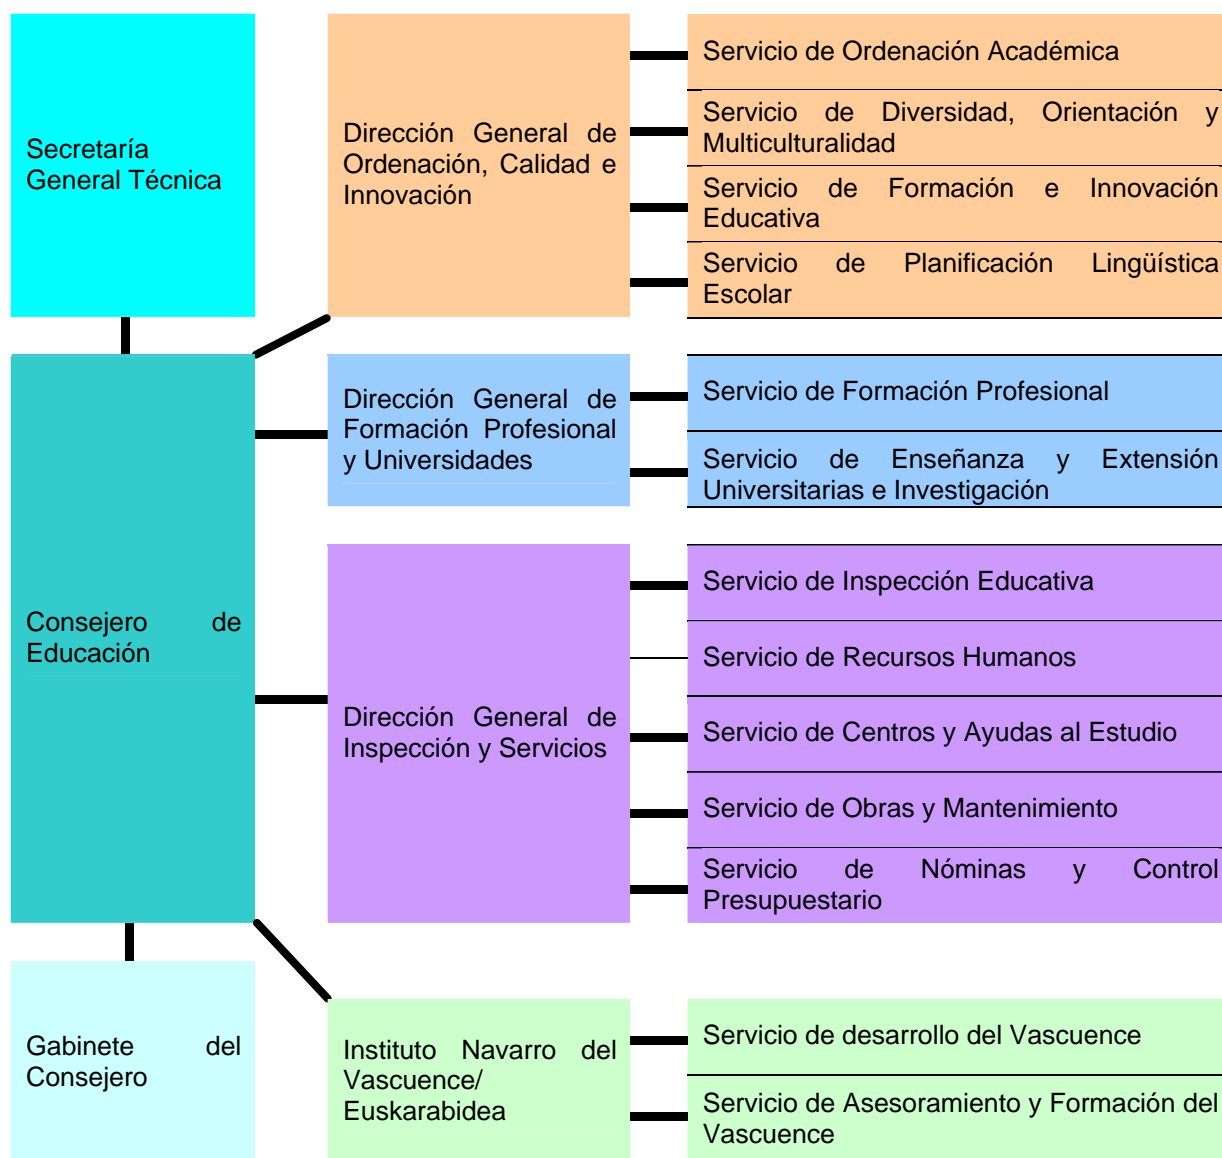 Secretaría
General Técnica
Dirección General de
Ordenación, Calidad e
Innovación
Servicio de Ordenación Académica
Servicio de Diversidad, Orientación y
Multiculturalidad
Servicio de Formación e Innovación
Educativa
Servicio de Planificación Lingüística
Escolar
Consejero de
Educación
Dirección General de
Formación Profesional
y Universidades
Servicio de Formación Profesional
Servicio de Enseñanza y Extensión
Universitarias e Investigación
Dirección General de
Inspección y Servicios
Servicio de Inspección Educativa
Servicio de Recursos Humanos
Servicio de Centros y Ayudas al Estudio
Servicio de Obras y Mantenimiento
Servicio de Nóminas y Control
Presupuestario
Gabinete del
Consejero
Instituto Navarro del
Vascuence/
Euskarabidea
Servicio de desarrollo del Vascuence
Servicio de Asesoramiento y Formación del
Vascuence